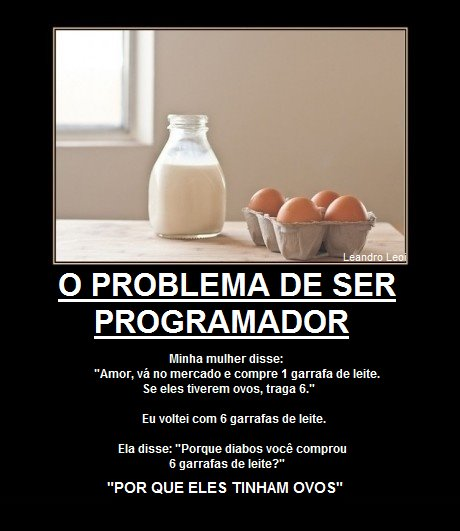 Leandro Leoi
O PROBLEMA DE SER
PROGRAMADOR
Minha mulher disse:
"Amor, vá no mercado e compre 1 garrafa de leite.
Se eles tiverem ovos, traga 6."
Eu voltei com 6 garrafas de leite.
Ela disse: "Porque diabos você comprou
6 garrafas de leite?"
"POR QUE ELES TINHAM OVOS"